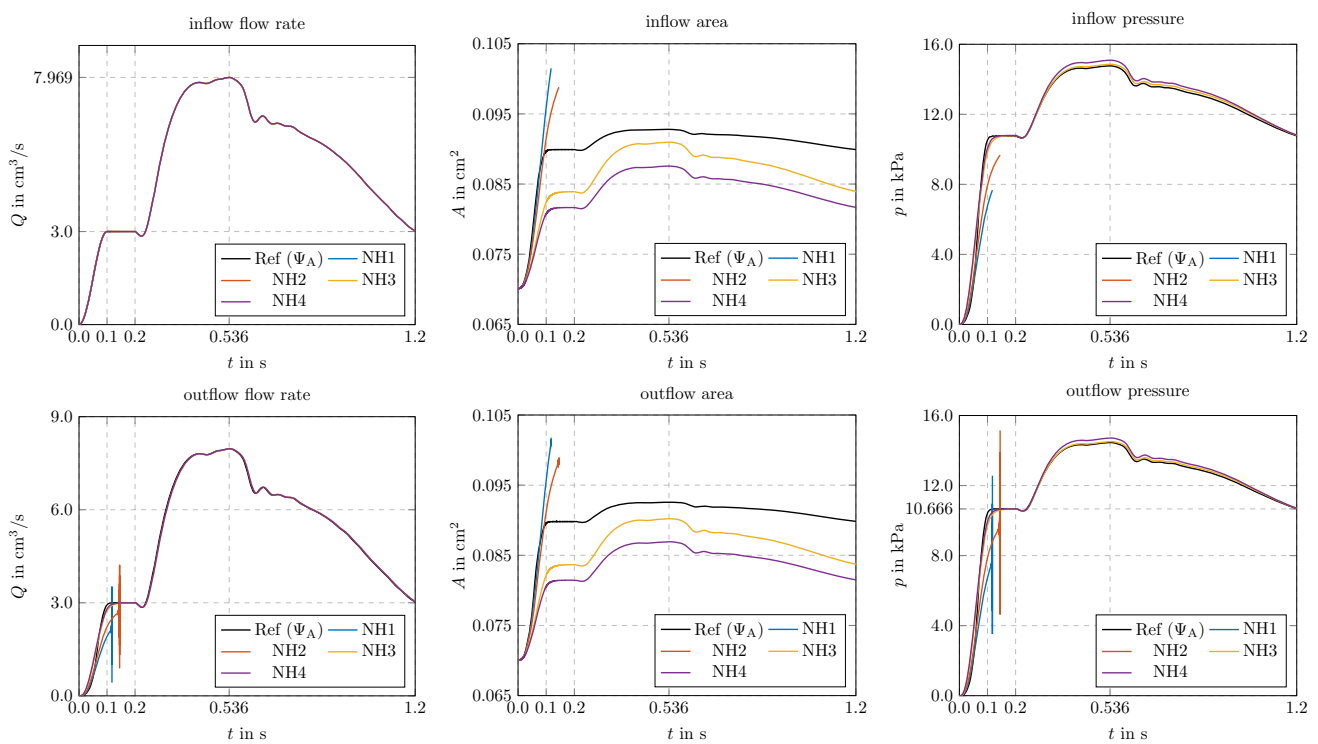 inflow flow rate
7.969
3.0
0.0
Q in cm³/s
0.0 0.1 0.2 0.536 1.2
t in s
Ref (Ψ_A) NH1
NH2 NH3
NH4
inflow area
0.105
0.095
0.085
0.075
0.065
A in cm²
0.0 0.1 0.2 0.536 1.2
t in s
Ref (Ψ_A) NH1
NH2 NH3
NH4
inflow pressure
16.0
12.0
8.0
4.0
0.0
p in kPa
0.0 0.1 0.2 0.536 1.2
t in s
Ref (Ψ_A) NH1
NH2 NH3
NH4
outflow flow rate
9.0
6.0
3.0
0.0
Q in cm³/s
0.0 0.1 0.2 0.536 1.2
t in s
Ref (Ψ_A) NH1
NH2 NH3
NH4
outflow area
0.105
0.095
0.085
0.075
0.065
A in cm²
0.0 0.1 0.2 0.536 1.2
t in s
Ref (Ψ_A) NH1
NH2 NH3
NH4
outflow pressure
16.0
12.0
10.666
8.0
4.0
0.0
p in kPa
0.0 0.1 0.2 0.536 1.2
t in s
Ref (Ψ_A) NH1
NH2 NH3
NH4